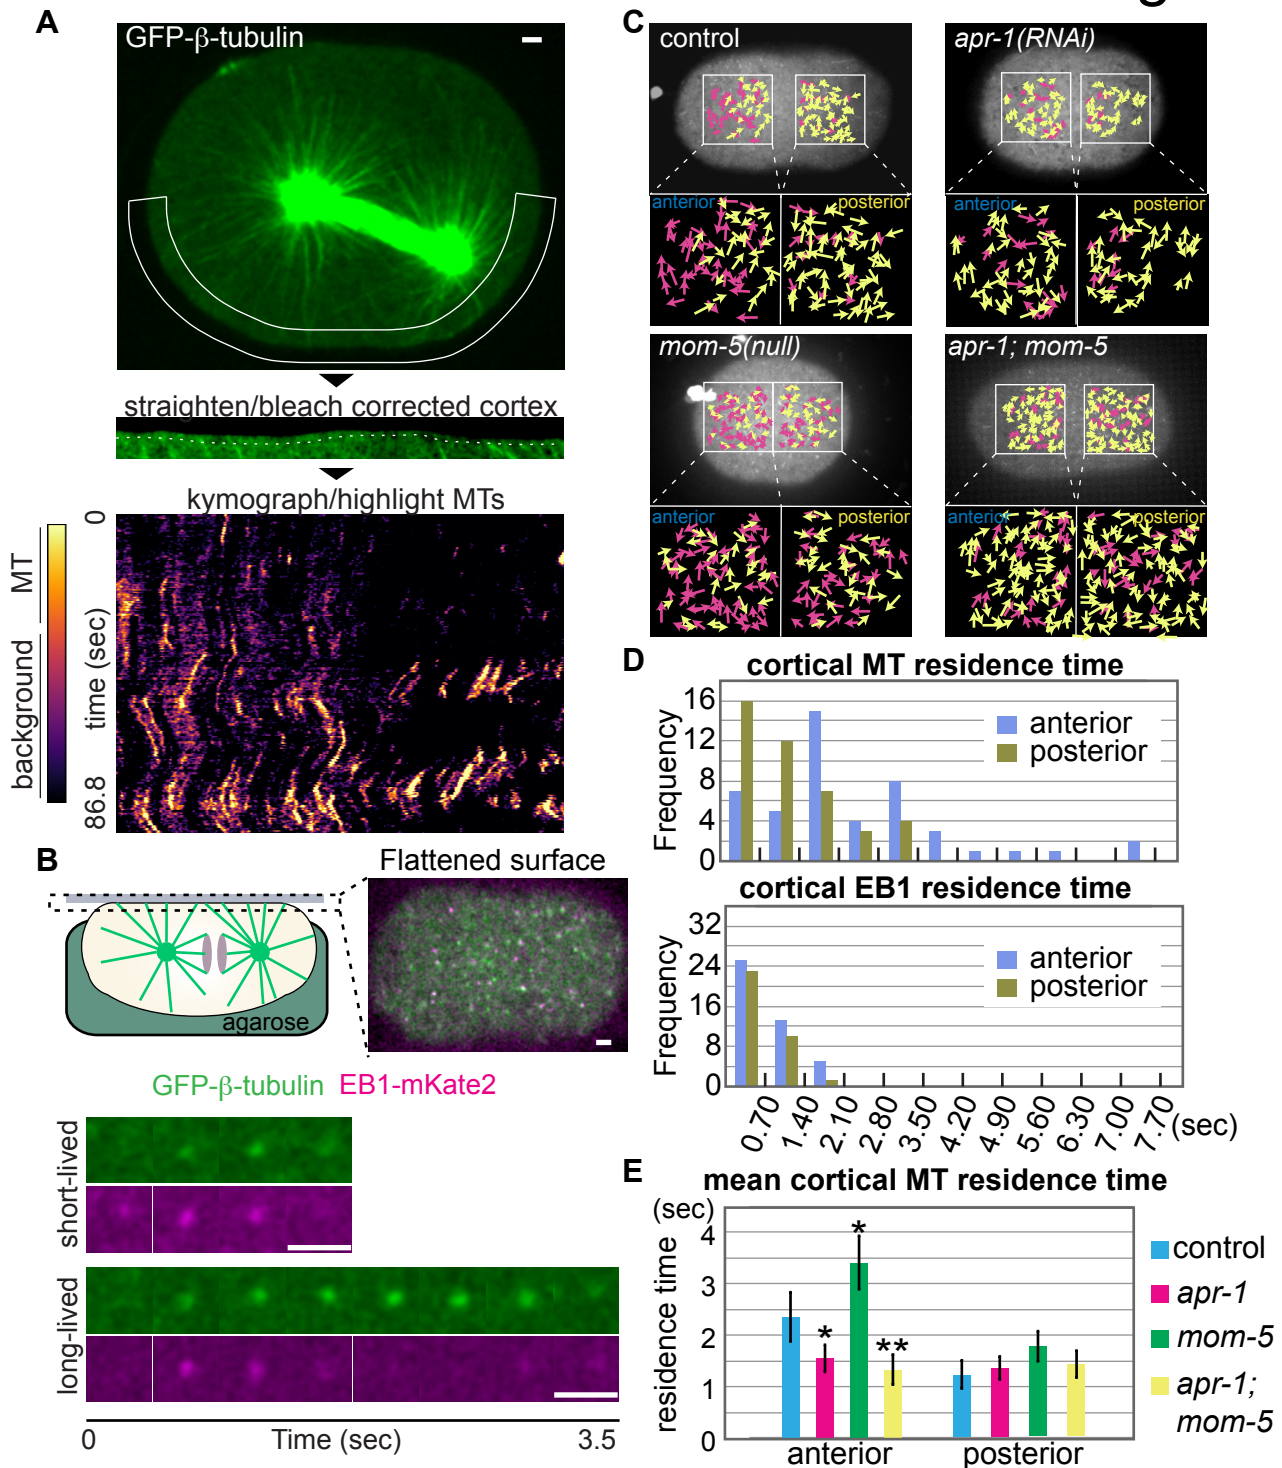 g
A
GFP-β-tubulin
straighten/bleach corrected cortex
kymograph/highlight MTs
MT
background
0
time (sec)
86.8
B
Flattened surface
agarose
GFP-β-tubulin EB1-mKate2
short-lived
long-lived
0
Time (sec)
3.5
C
control
anterior
posterior
apr-1(RNAi)
anterior
posterior
mom-5(null)
anterior
posterior
apr-1; mom-5
anterior
posterior
D
cortical MT residence time
Frequency
16
12
8
4
0
anterior
posterior
cortical EB1 residence time
Frequency
32
24
16
8
0
anterior
posterior
0.70
1.40
2.10
2.80
3.50
4.20
4.90
5.60
6.30
7.00
7.70
(sec)
E
mean cortical MT residence time
(sec)
residence time
4
3
2
1
0
*
*
**
anterior
posterior
control
apr-1
mom-5
apr-1;
mom-5